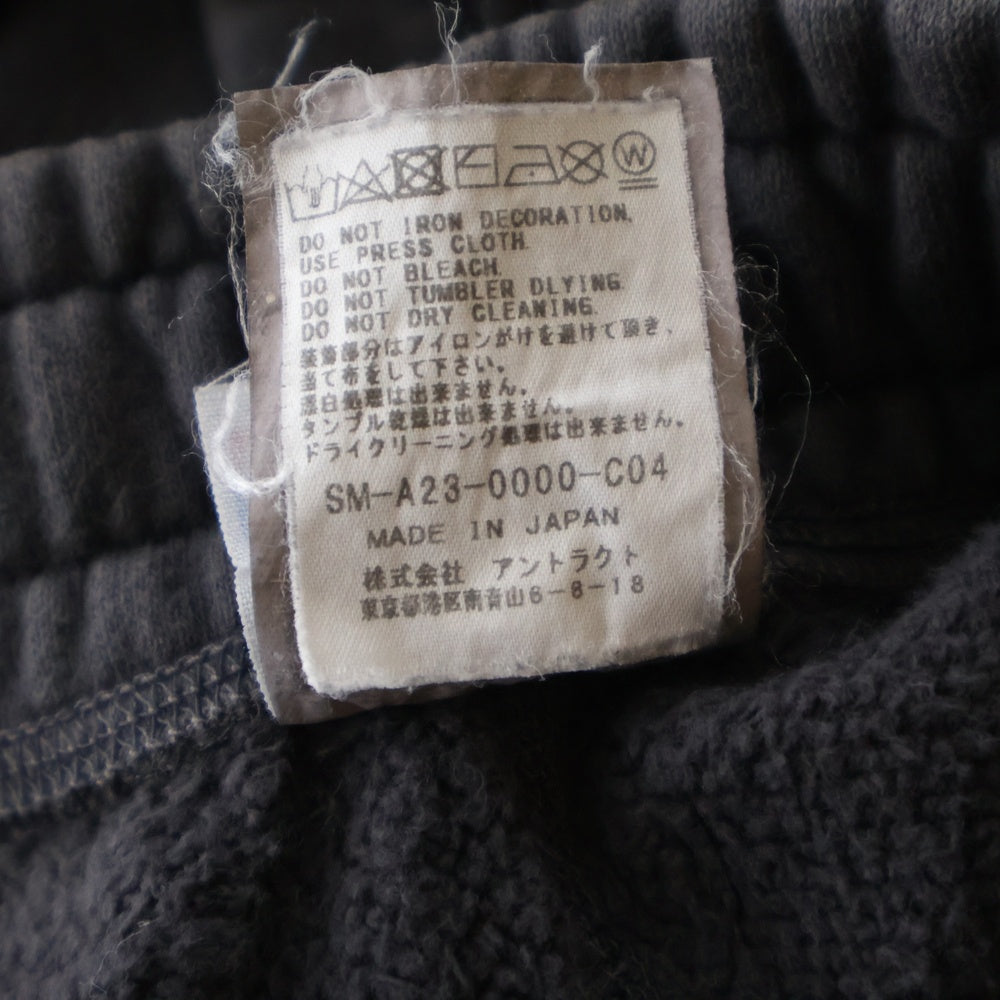 W
DO NOT IRON DECORATION.
USE PRESS CLOTH.
DO NOT BLEACH.
DO NOT TUMBLER DLYING.
DO NOT DRY CLEANING.
装飾部分はアイロンがけを避けて頂き、
当て布をして下さい。
漂白処理は出来ません。
タンブル乾燥は出来ません。
ドライクリーニング処理は出来ません。
SM-A23-0000-C04
MADE IN JAPAN
株式会社 アントラクト
東京都港区南青山6-8-18